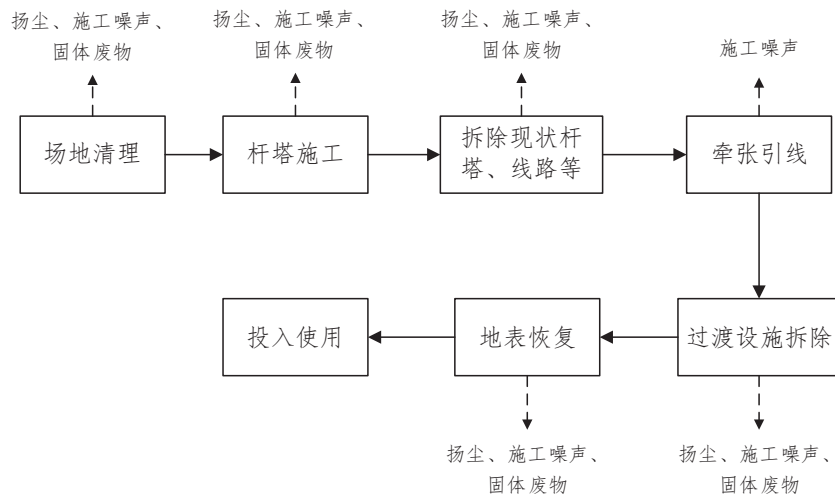 扬尘、施工噪声、
固体废物
扬尘、施工噪声、
固体废物
扬尘、施工噪声、
固体废物
施工噪声
场地清理
杆塔施工
拆除现状杆
塔、线路等
牵张引线
投入使用
地表恢复
过渡设施拆除
扬尘、施工噪声、
固体废物
扬尘、施工噪声、
固体废物